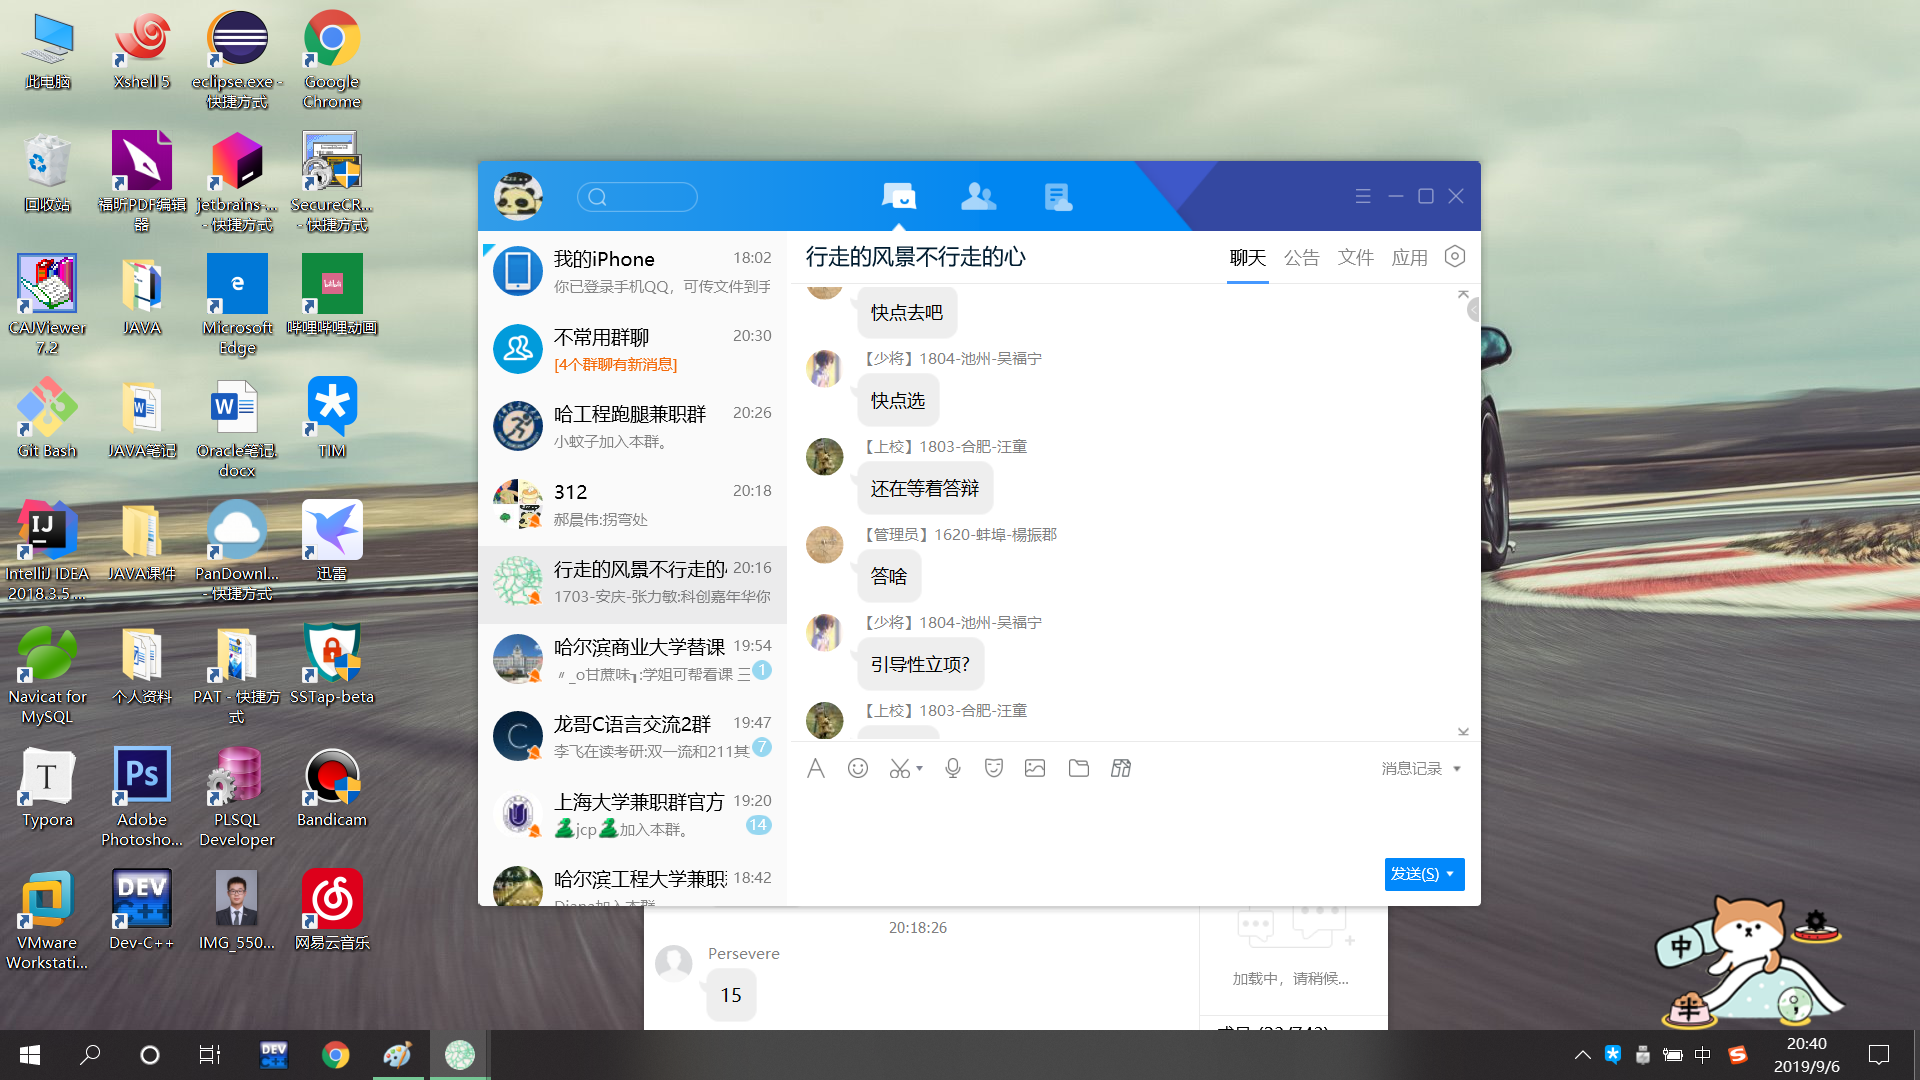 此电脑
Xshell 5
eclipse.exe -
快捷方式
Google
Chrome
回收站
福昕PDF编辑
器
jetbrains-...
- 快捷方式
SecureCR...
- 快捷方式
CAJViewer
7.2
JAVA
Microsoft
Edge
哔哩哔哩动画
Git Bash
JAVA笔记
Oracle笔记.
docx
TIM
IntelliJ IDEA
2018.3.5 ...
JAVA课件
PanDownl...
- 快捷方式
迅雷
Navicat for
MySQL
个人资料
PAT - 快捷方
式
SSTap-beta
Typora
Adobe
Photosho...
PLSQL
Developer
Bandicam
VMware
Workstati...
Dev-C++
IMG_550...
网易云音乐
我的iPhone
18:02
你已登录手机QQ，可传文件到手
不常用群聊
20:30
[4个群聊有新消息]
哈工程跑腿兼职群
20:26
小蚊子加入本群。
312
20:18
郝晨伟:拐弯处
行走的风景不行走的
20:16
1703-安庆-张力敏:科创嘉年华你
哈尔滨商业大学替课
19:54
〃_o甘蔗味┓:学姐可帮看课 三
1
龙哥C语言交流2群
19:47
李飞在读考研:双一流和211其
7
上海大学兼职群官方
19:20
jcp加入本群。
14
哈尔滨工程大学兼职
18:42
Diana加入本群
行走的风景不行走的心
聊天
公告
文件
应用
快点去吧
【少将】1804-池州-吴福宁
快点选
【上校】1803-合肥-汪童
还在等着答辩
【管理员】1620-蚌埠-楊振郡
答啥
【少将】1804-池州-吴福宁
引导性立项?
【上校】1803-合肥-汪童
消息记录
发送(S)
20:18:26
Persevere
15
加载中，请稍候...
中
半
中
20:40
2019/9/6